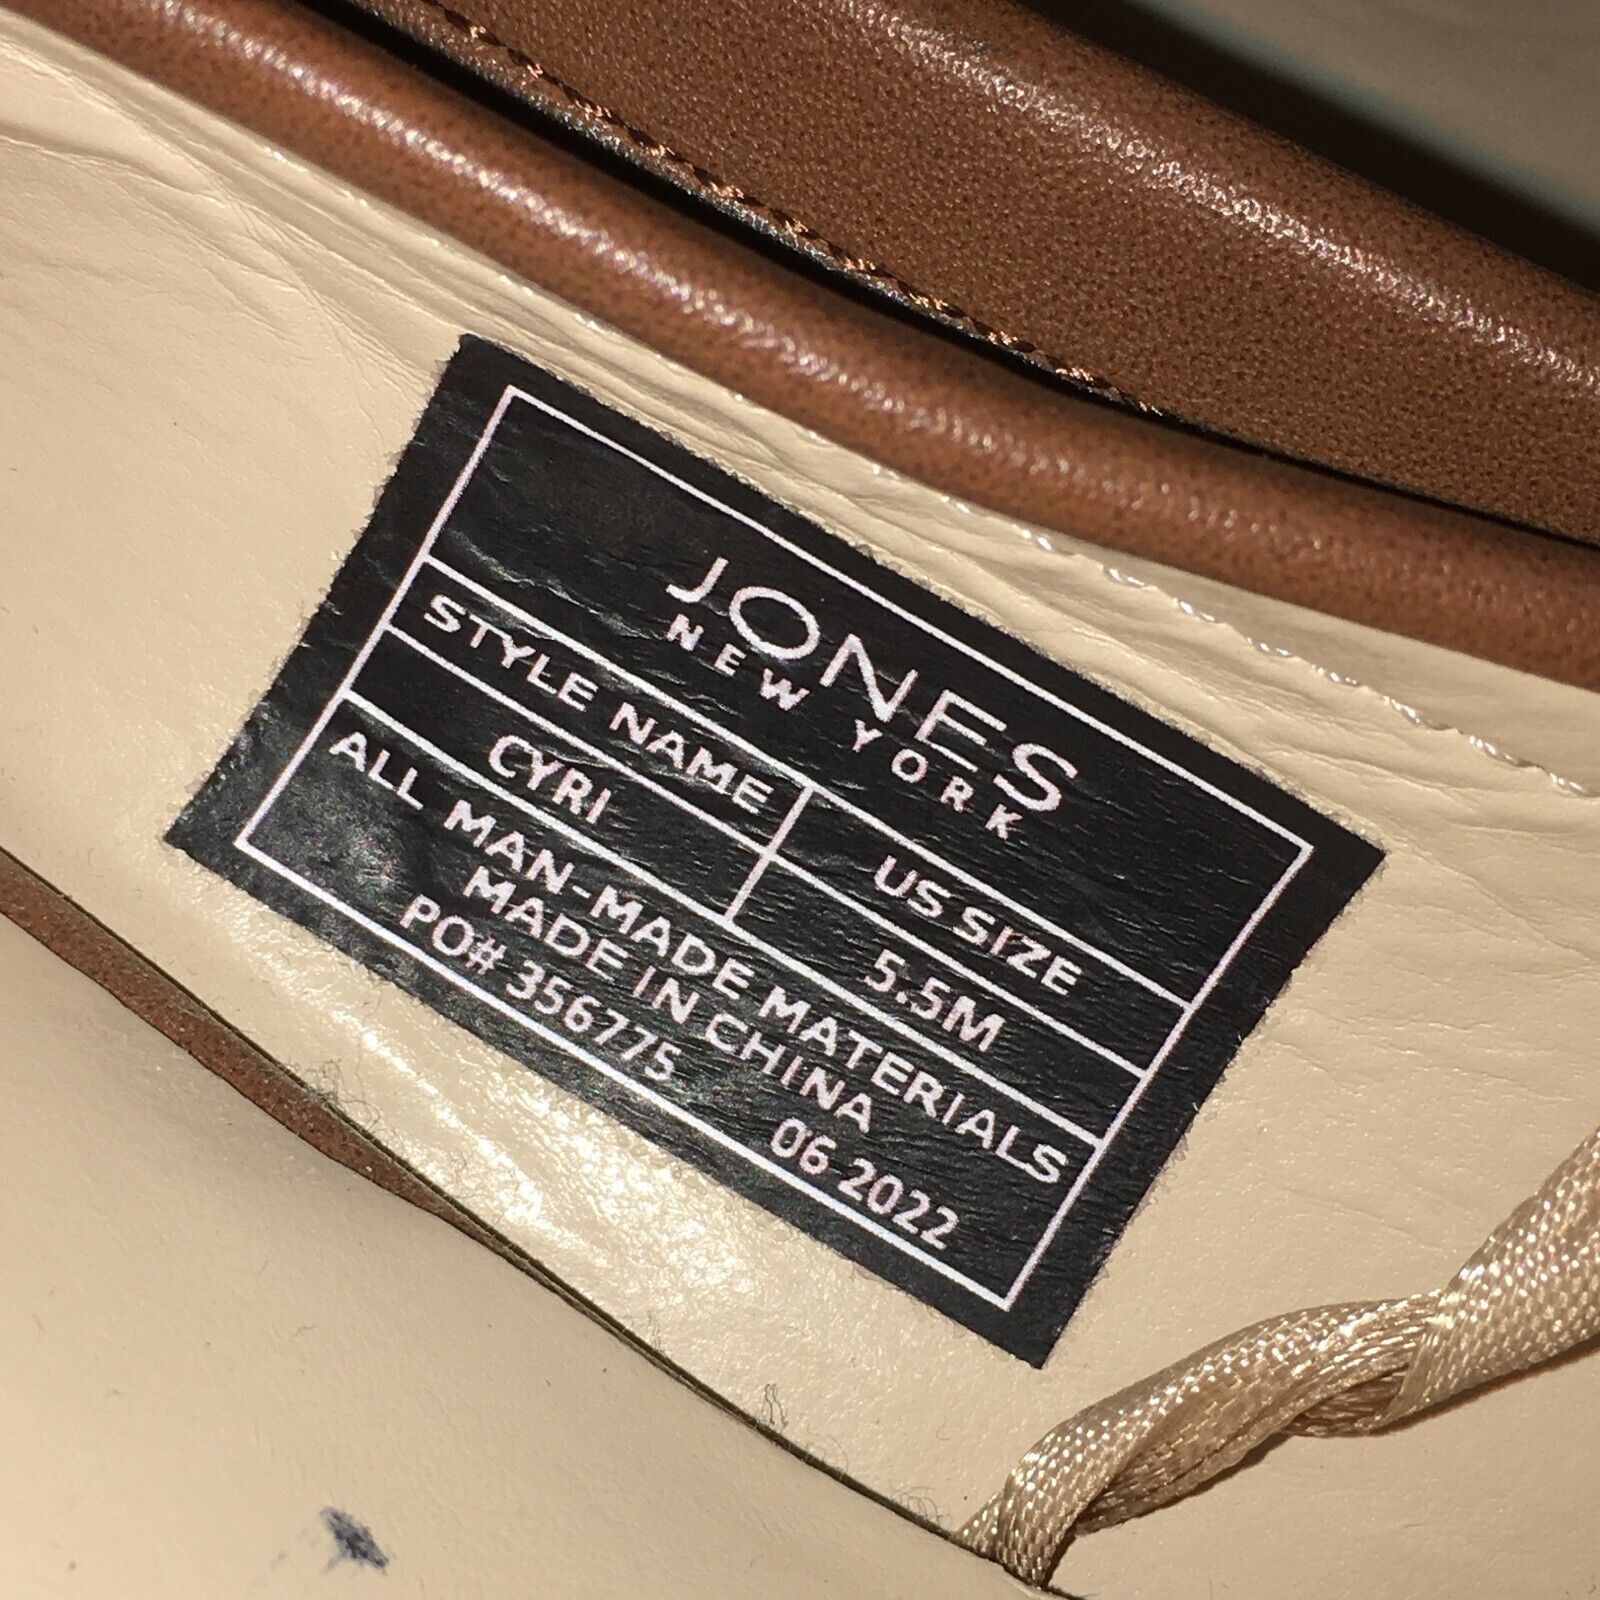 JONES
NEW YORK
STYLE NAME US SIZE
CYRI 5.5M
ALL MAN-MADE MATERIALS
MADE IN CHINA
PO# 356775 06 2022